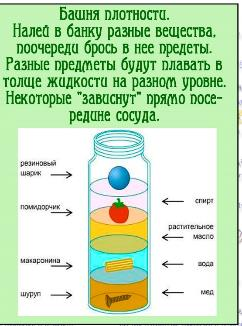 Башня плотности.
Налей в банку разные вещества,
поочереди брось в нее предеты.
Разные предметы будут плавать в
толще жидкости на разном уровне.
Некоторые "зависнут" прямо посе-
редине сосуда.
резиновый
шарик
спирт
помидорчик
растительное
масло
макаронина
вода
шуруп
мед